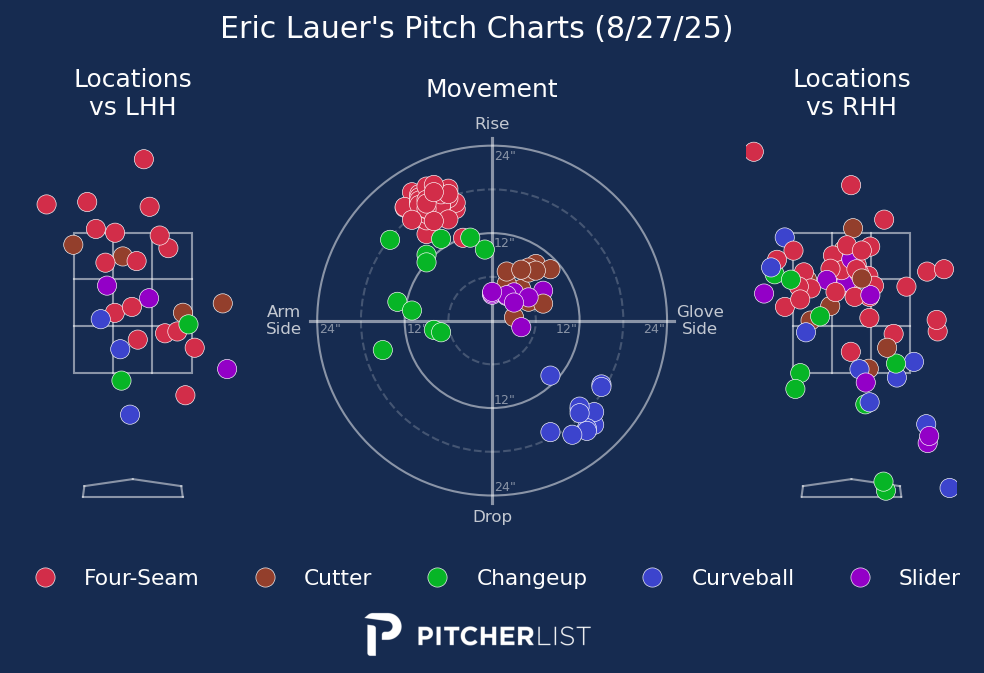 Eric Lauer's Pitch Charts (8/27/25)
Locations
vs LHH
Movement
Locations
vs RHH
Rise
24"
12"
Arm
Side
24"
12"
12"
24"
Glove
Side
12"
24"
Drop
Four-Seam
Cutter
Changeup
Curveball
Slider
PITCHERLIST